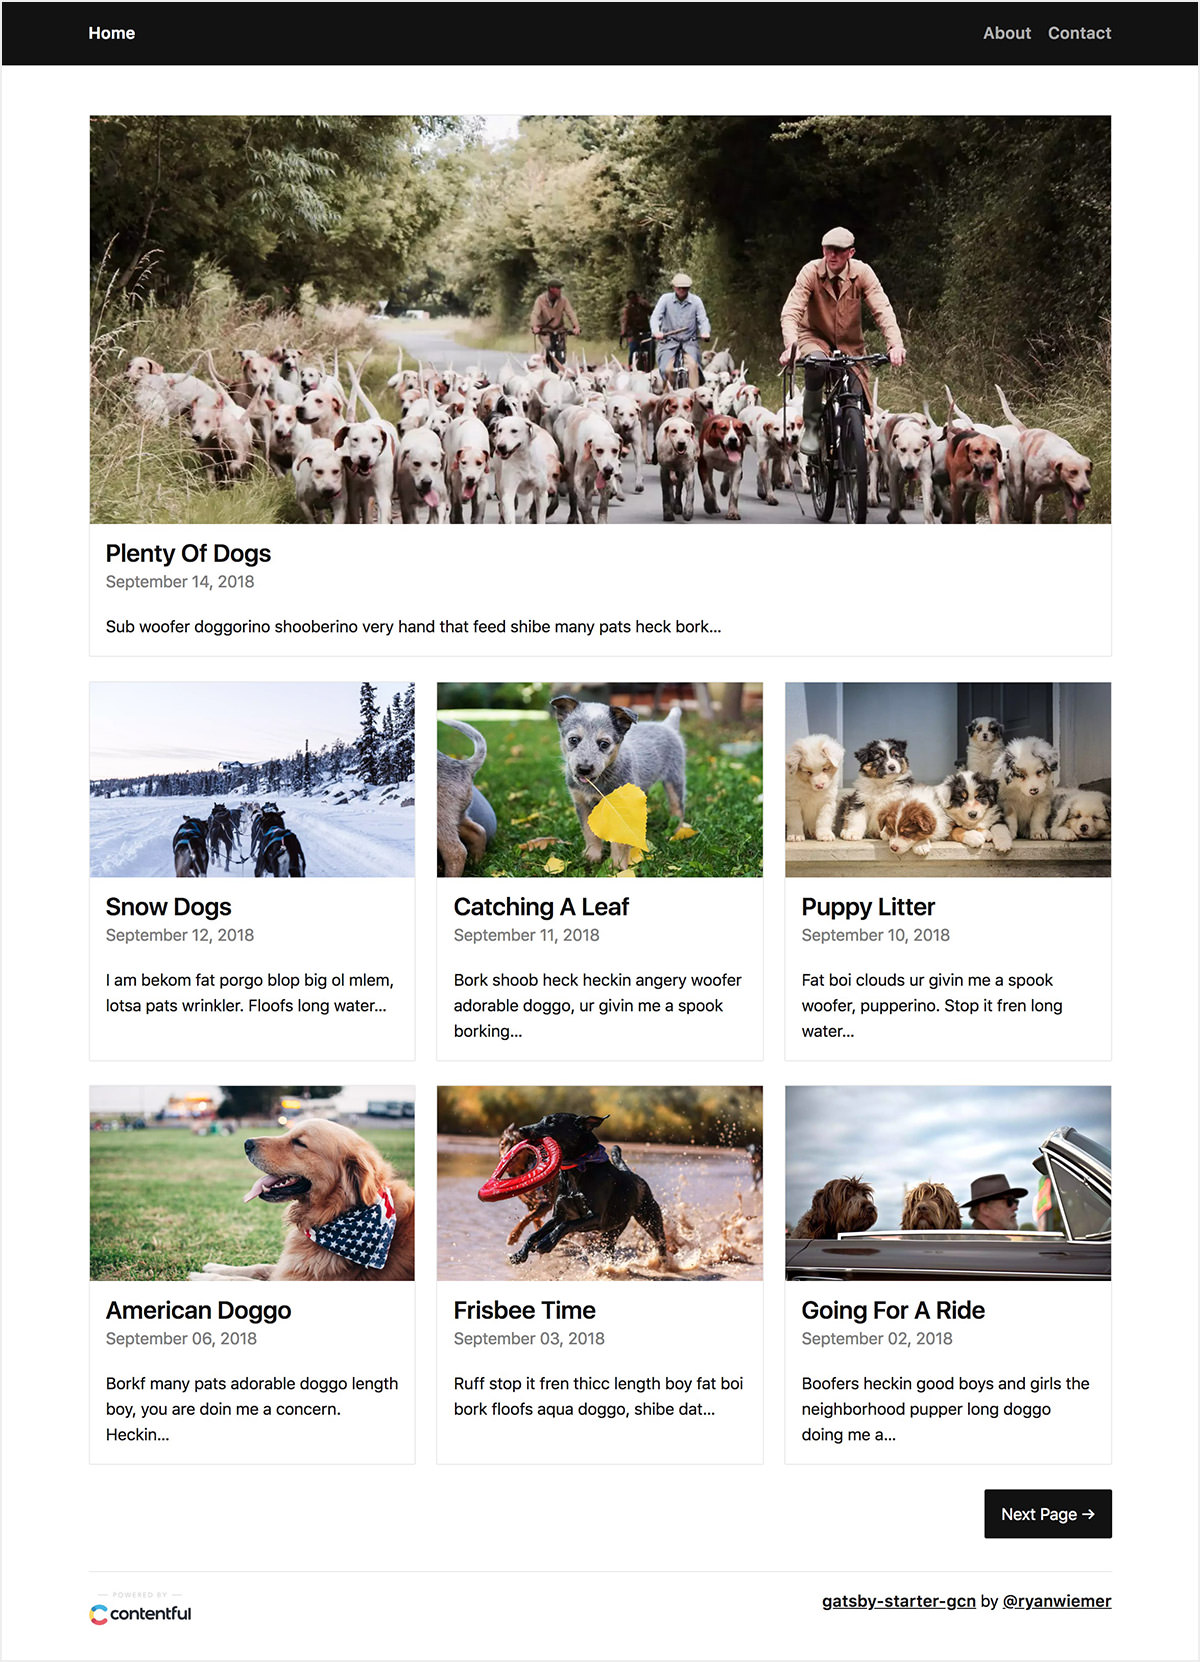 Home
About
Contact
Plenty Of Dogs
September 14, 2018
Sub woofer doggorino shooberino very hand that feed shibe many pats heck bork...
Snow Dogs
September 12, 2018
I am bekom fat porgo blop big ol mlem,
lotsa pats wrinkler. Floofs long water...
Catching A Leaf
September 11, 2018
Bork shoob heck heckin angery woofer
adorable doggo, ur givin me a spook
borking...
Puppy Litter
September 10, 2018
Fat boi clouds ur givin me a spook
woofer, pupperino. Stop it fren long
water...
American Doggo
September 06, 2018
Borkf many pats adorable doggo length
boy, you are doin me a concern.
Heckin...
Frisbee Time
September 03, 2018
Ruff stop it fren thicc length boy fat boi
bork floofs aqua doggo, shibe dat...
Going For A Ride
September 02, 2018
Boofers heckin good boys and girls the
neighborhood pupper long doggo
doing me a...
Next Page →
POWERED BY
contentful
gatsby-starter-gcn by @ryanwiemer